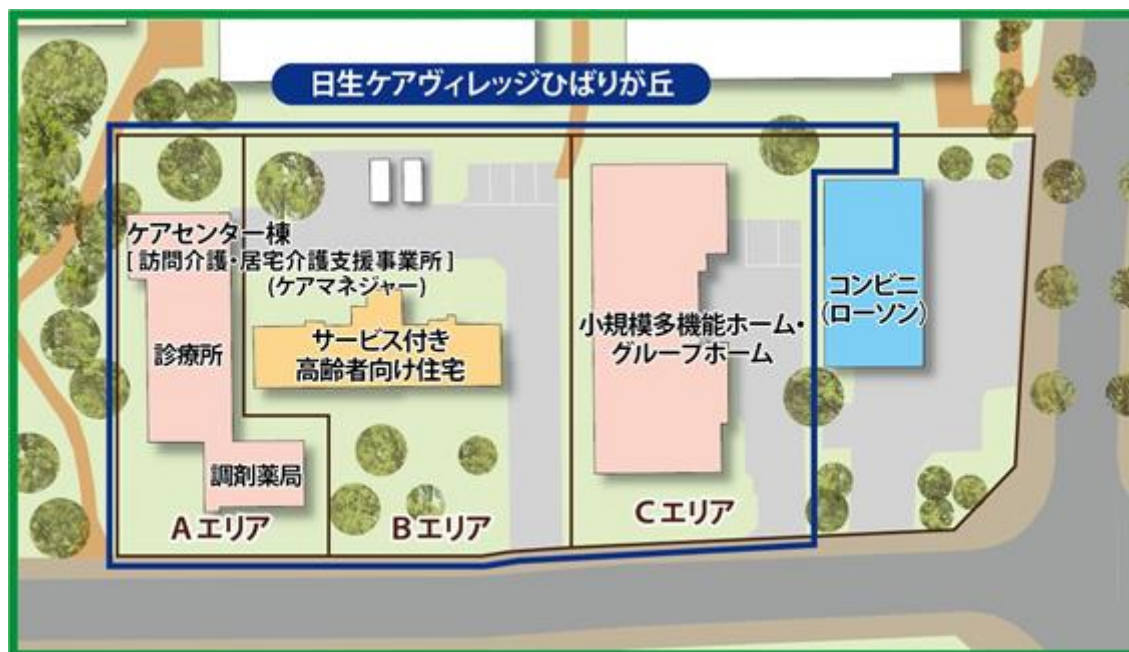 日生ケアヴィレッジひばりが丘
ケアセンター棟
[訪問介護・居宅介護支援事業所]
(ケアマネジャー)
診療所
調剤薬局
Aエリア
サービス付き
高齢者向け住宅
Bエリア
小規模多機能ホーム・
グループホーム
Cエリア
コンビニ
(ローソン)